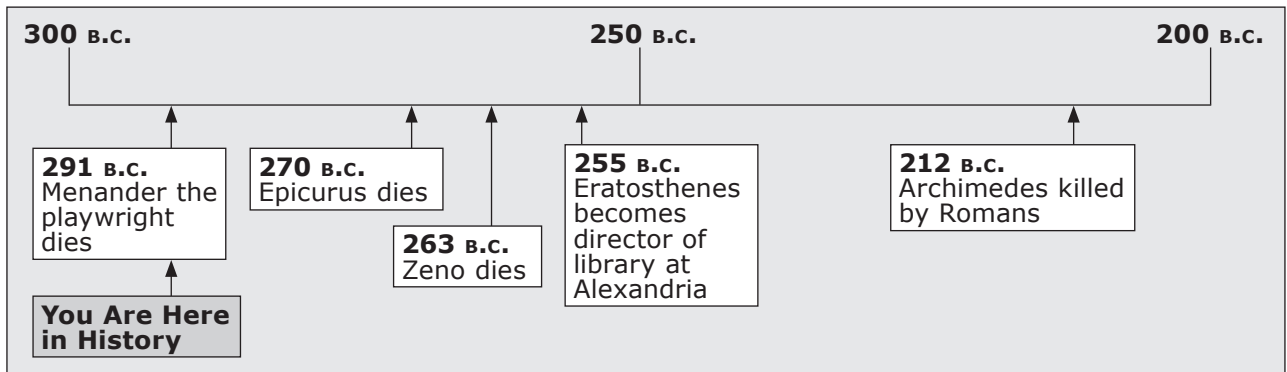 300 B.C.
250 B.C.
200 B.C.
291 B.C.
Menander the
playwright
dies
270 B.C.
Epicurus dies
263 B.C.
Zeno dies
255 B.C.
Eratosthenes
becomes
director of
library at
Alexandria
212 B.C.
Archimedes killed
by Romans
You Are Here
in History